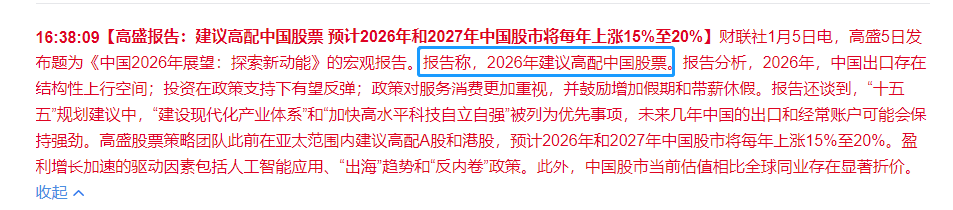 16:38:09【高盛报告：建议高配中国股票 预计2026年和2027年中国股市将每年上涨15%至20%】财联社1月5日电，高盛5日发
布题为《中国2026年展望：探索新动能》的宏观报告。报告称，2026年建议高配中国股票。报告分析，2026年，中国出口存在
结构性上行空间；投资在政策支持下有望反弹；政策对服务消费更加重视，并鼓励增加假期和带薪休假。报告还谈到，“十五
五”规划建议中，“建设现代化产业体系”和“加快高水平科技自立自强”被列为优先事项，未来几年中国的出口和经常账户可能会保
持强劲。高盛股票策略团队此前在亚太范围内建议高配A股和港股，预计2026年和2027年中国股市将每年上涨15%至20%。盈
利增长加速的驱动因素包括人工智能应用、“出海”趋势和“反内卷”政策。此外，中国股市当前估值相比全球同业存在显著折价。
收起